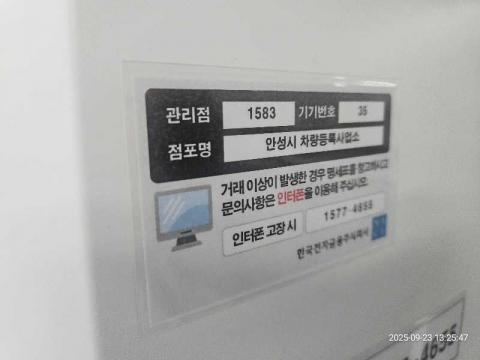 관리점 1583 기기번호 35
점포명 안성시 차량등록사업소
거래 이상이 발생한 경우 명세표를 참고하시고
문의사항은 인터폰을 이용해 주십시오.
인터폰 고장 시 1577-4655
한국전자금융주식회사
2025-09-23 13:25:47